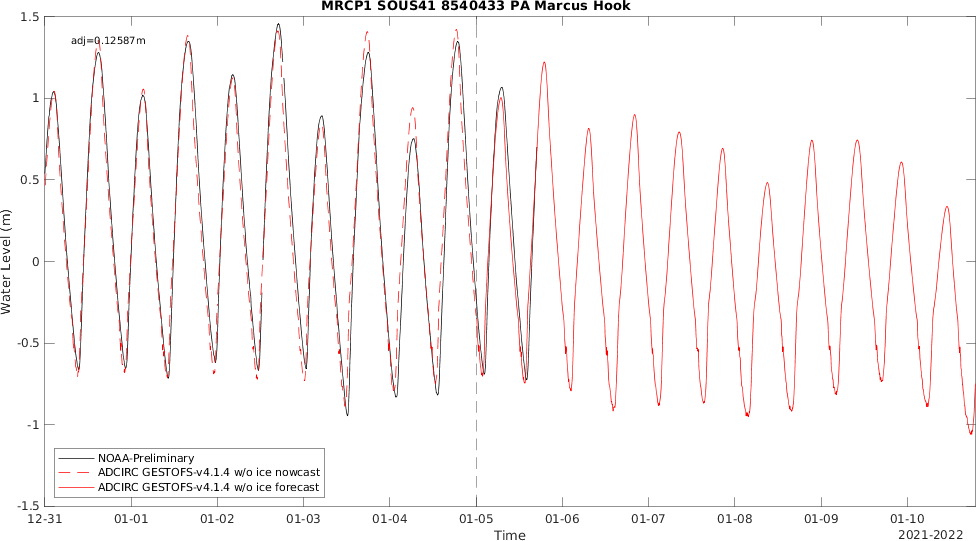 MRCP1 SOUS41 8540433 PA Marcus Hook
adj=0.12587m
1.5
1
0.5
0
-0.5
-1
-1.5
Water Level (m)
NOAA-Preliminary
ADCIRC GESTOFS-v4.1.4 w/o ice nowcast
ADCIRC GESTOFS-v4.1.4 w/o ice forecast
12-31 01-01 01-02 01-03 01-04 01-05 01-06 01-07 01-08 01-09 01-10
Time
2021-2022